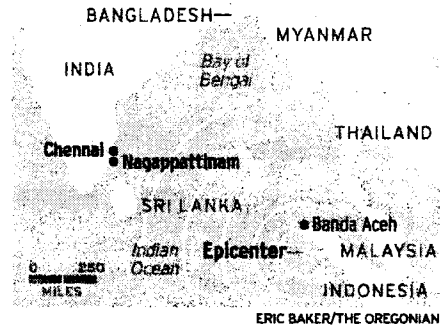 BANGLADESH
MYANMAR
INDIA
Bay of
Bengal
THAILAND
Chennai
Nagappattinam
SRI LANKA
Banda Aceh
Indian
Ocean
Epicenter
MALAYSIA
0 250
MILES
INDONESIA
ERIC BAKER/THE OREGONIAN